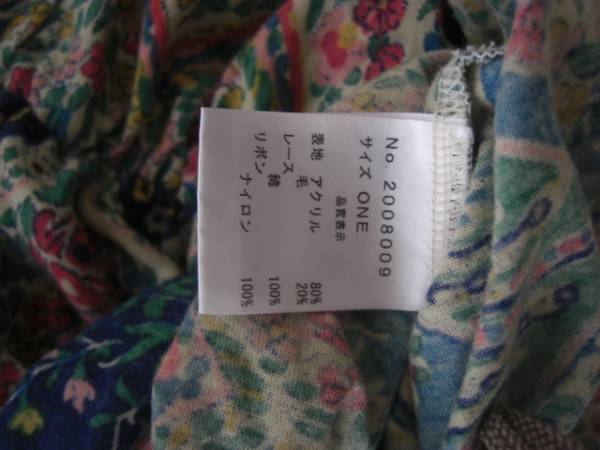 No. 2008009
サイズ ONE
品質表示
表地 アクリル 80%
毛 20%
レース 綿 100%
リボン ナイロン 100%